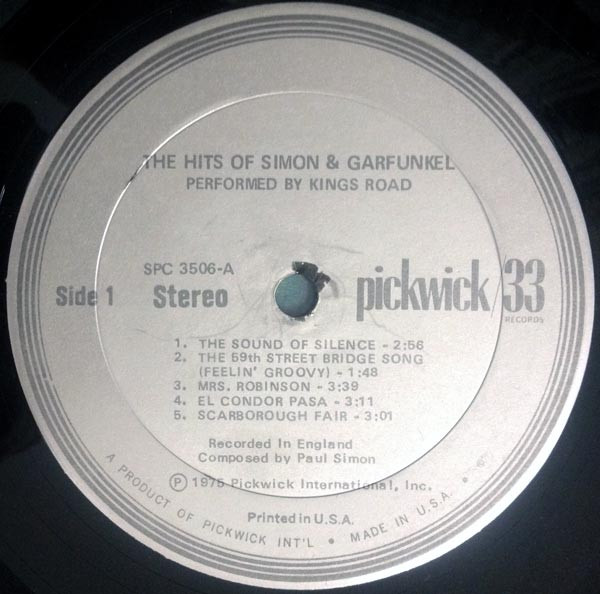 THE HITS OF SIMON & GARFUNKEL
PERFORMED BY KINGS ROAD
SPC 3506-A
Side 1 Stereo pickwick/33
RECORDS
1. THE SOUND OF SILENCE - 2:56
2. THE 59th STREET BRIDGE SONG
(FEELIN' GROOVY) - 1:48
3. MRS. ROBINSON - 3:39
4. EL CONDOR PASA - 3:11
5. SCARBOROUGH FAIR - 3:01
Recorded In England
Composed by Paul Simon
Ⓟ 1975 Pickwick International, Inc.
Printed in U.S.A.
A PRODUCT OF PICKWICK INT'L • MADE IN U.S.A. •